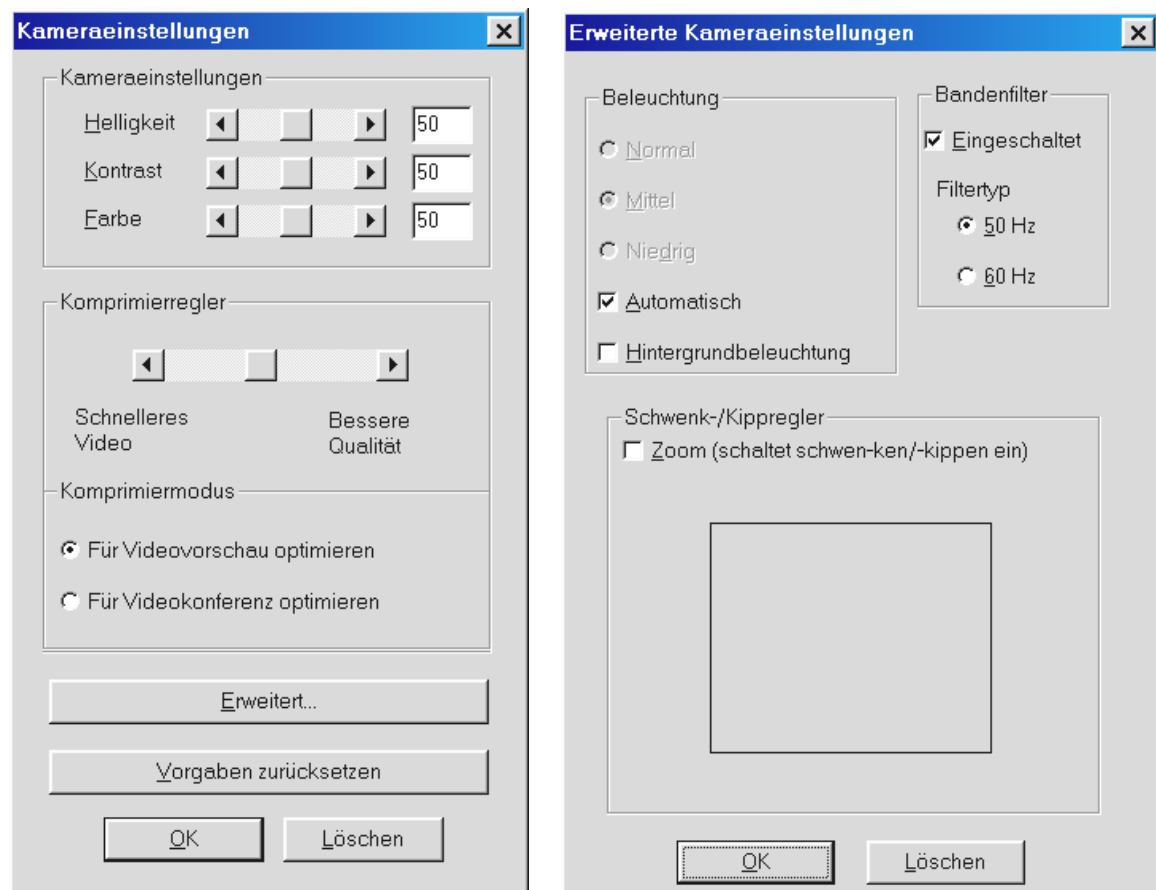 Kameraeinstellungen
Kameraeinstellungen
Helligkeit 50
Kontrast 50
Farbe 50
Komprimierregler
Schnelleres Video
Bessere Qualität
Komprimiermodus
Für Videovorschau optimieren
Für Videokonferenz optimieren
Erweitert...
Vorgaben zurücksetzen
OK Löschen
Erweiterte Kameraeinstellungen
Beleuchtung
Normal
Mittel
Niedrig
Automatisch
Hintergrundbeleuchtung
Bandenfilter
Eingeschaltet
Filtertyp
50 Hz
60 Hz
Schwenk-/Kippregler
Zoom (schaltet schwen-ken/-kippen ein)
OK Löschen